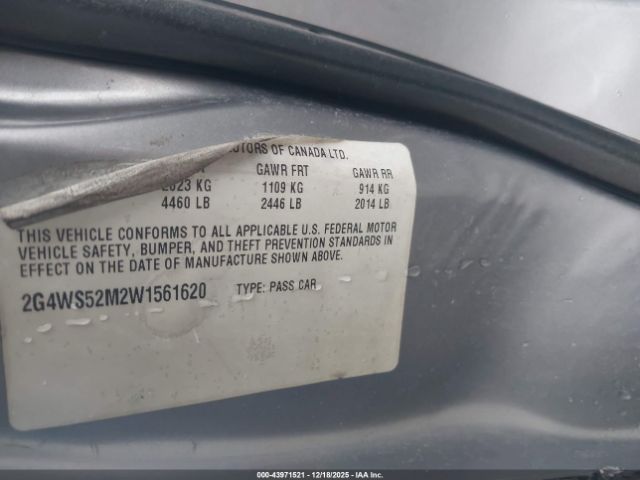 TORS OF CANADA LTD.
GAWR FRT GAWR RR
2023 KG 1109 KG 914 KG
4460 LB 2446 LB 2014 LB
THIS VEHICLE CONFORMS TO ALL APPLICABLE U.S. FEDERAL MOTOR
VEHICLE SAFETY, BUMPER, AND THEFT PREVENTION STANDARDS IN
EFFECT ON THE DATE OF MANUFACTURE SHOWN ABOVE.
2G4WS52M2W1561620 TYPE: PASS CAR
000-43971521 - 12/18/2025 - IAA Inc.